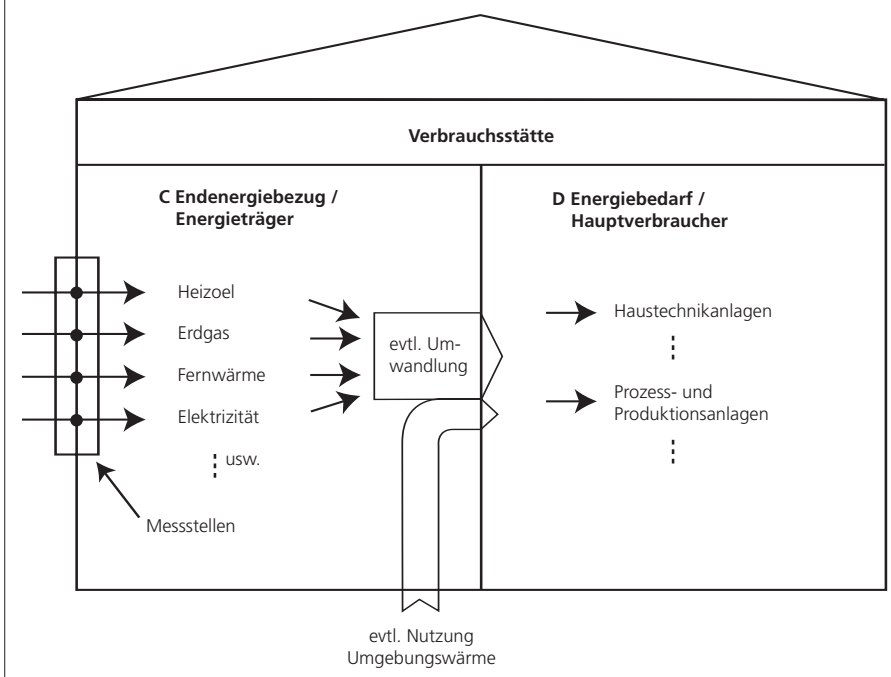 Verbrauchsstätte
C Endenergiebezug /
Energieträger
D Energiebedarf /
Hauptverbraucher
Heizoel
Erdgas
Fernwärme
Elektrizität
usw.
Messstellen
evtl. Um-
wandlung
Haustechnikanlagen
Prozess- und
Produktionsanlagen
evtl. Nutzung
Umgebungswärme